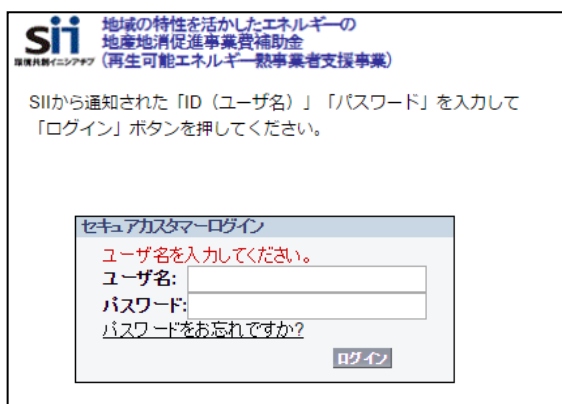 Sii 地域の特性を活かしたエネルギーの
地産地消促進事業費補助金
環境共創イニシアチブ (再生可能エネルギー熱事業者支援事業)
SIIから通知された「ID（ユーザ名）」「パスワード」を入力して
「ログイン」ボタンを押してください。
セキュアカスタマーログイン
ユーザ名を入力してください。
ユーザ名:
パスワード:
パスワードをお忘れですか?
ログイン